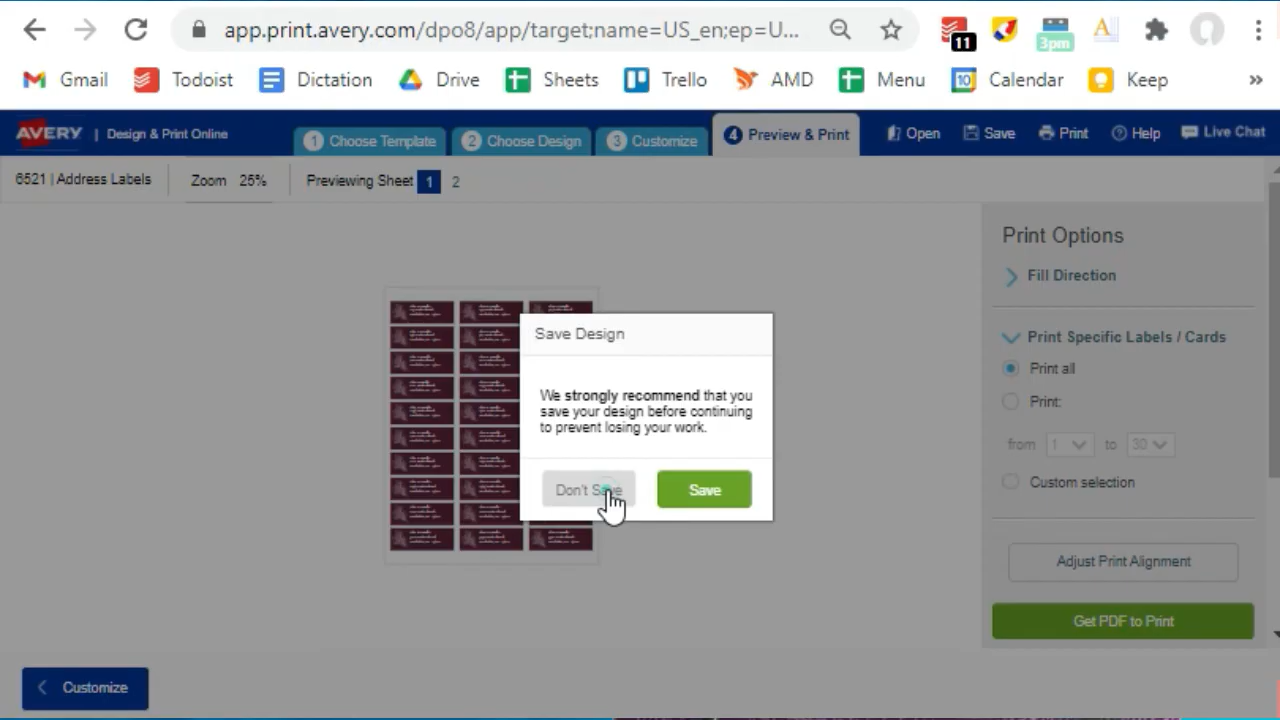 app.print.avery.com/dpo8/app/target;name=US_en;ep=U...
11
3pm
Gmail
Todoist
Dictation
Drive
Sheets
Trello
AMD
Menu
10
Calendar
Keep
»
AVERY | Design & Print Online
1 Choose Template
2 Choose Design
3 Customize
4 Preview & Print
Open
Save
Print
Help
Live Chat
6521 | Address Labels
Zoom 25%
Previewing Sheet 1 2
Print Options
Fill Direction
Print Specific Labels / Cards
Print all
Print:
from 1 to 30
Custom selection
Adjust Print Alignment
Get PDF to Print
Save Design
We strongly recommend that you
save your design before continuing
to prevent losing your work.
Don't Save
Save
Customize